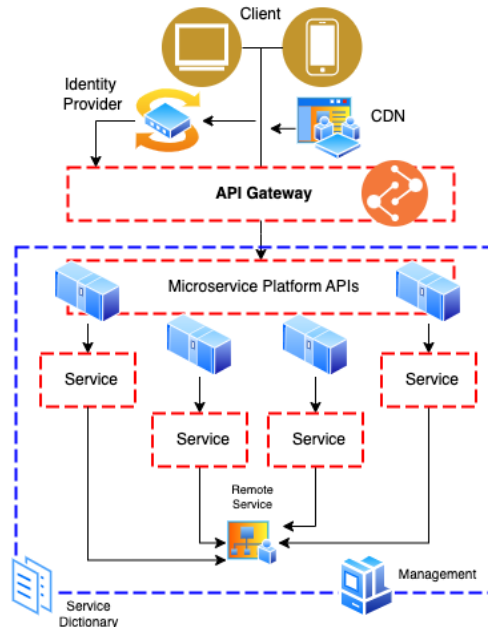 Client
Identity
Provider
CDN
API Gateway
Microservice Platform APIs
Service
Service
Service
Service
Remote
Service
Management
Service
Dictionary